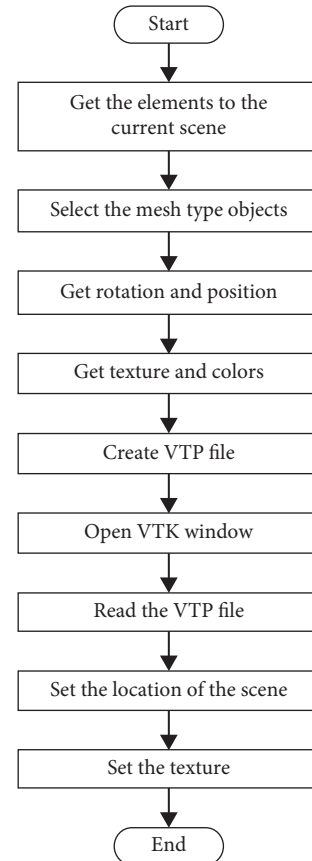 Start
Get the elements to the
current scene
Select the mesh type objects
Get rotation and position
Get texture and colors
Create VTP file
Open VTK window
Read the VTP file
Set the location of the scene
Set the texture
End